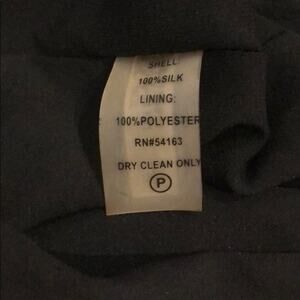 SHELL:
100%SILK
LINING:
100%POLYESTER
RN#54163
DRY CLEAN ONLY
P